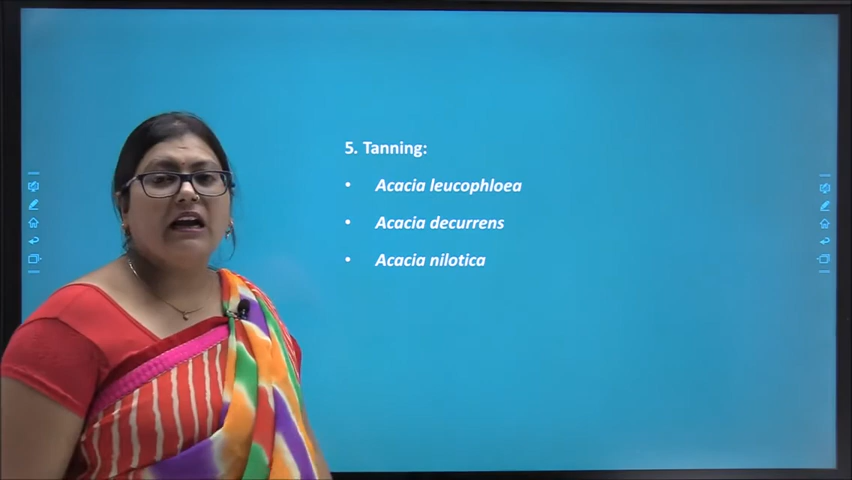 5. Tanning:
• Acacia leucophloea
• Acacia decurrens
• Acacia nilotica